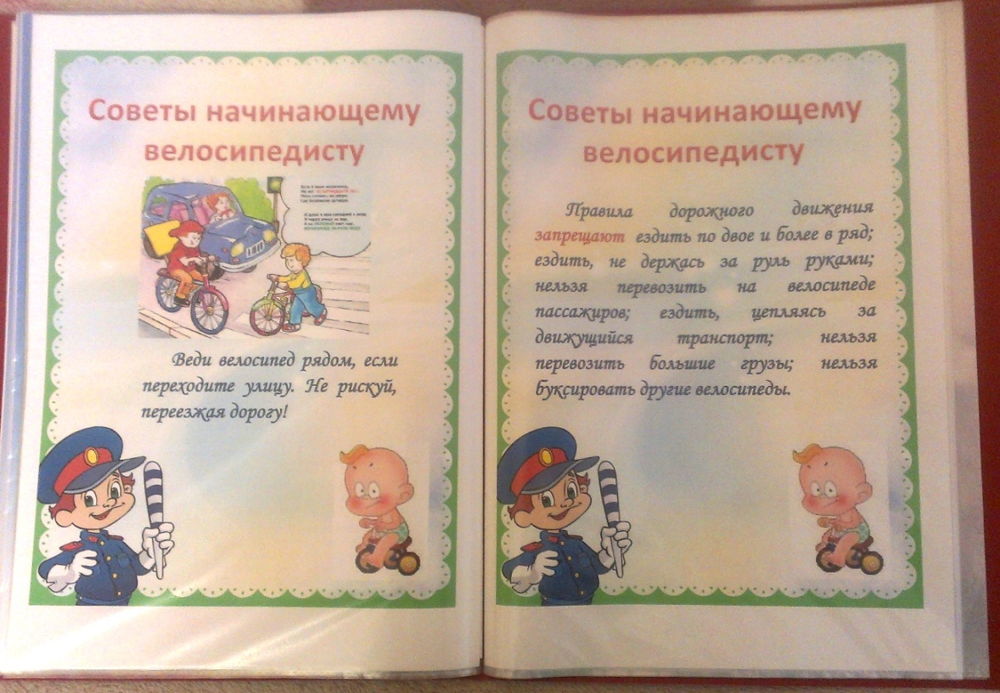 Советы начинающему
велосипедисту
Веди велосипед рядом, если
переходите улицу. Не рискуй,
переезжая дорогу!
Советы начинающему
велосипедисту
Правила дорожного движения
запрещают ездить по двое и более в ряд;
ездить, не держась за руль руками;
нельзя перевозить на велосипеде
пассажиров; ездить, цепляясь за
движущийся транспорт; нельзя
перевозить большие грузы; нельзя
буксировать другие велосипеды.